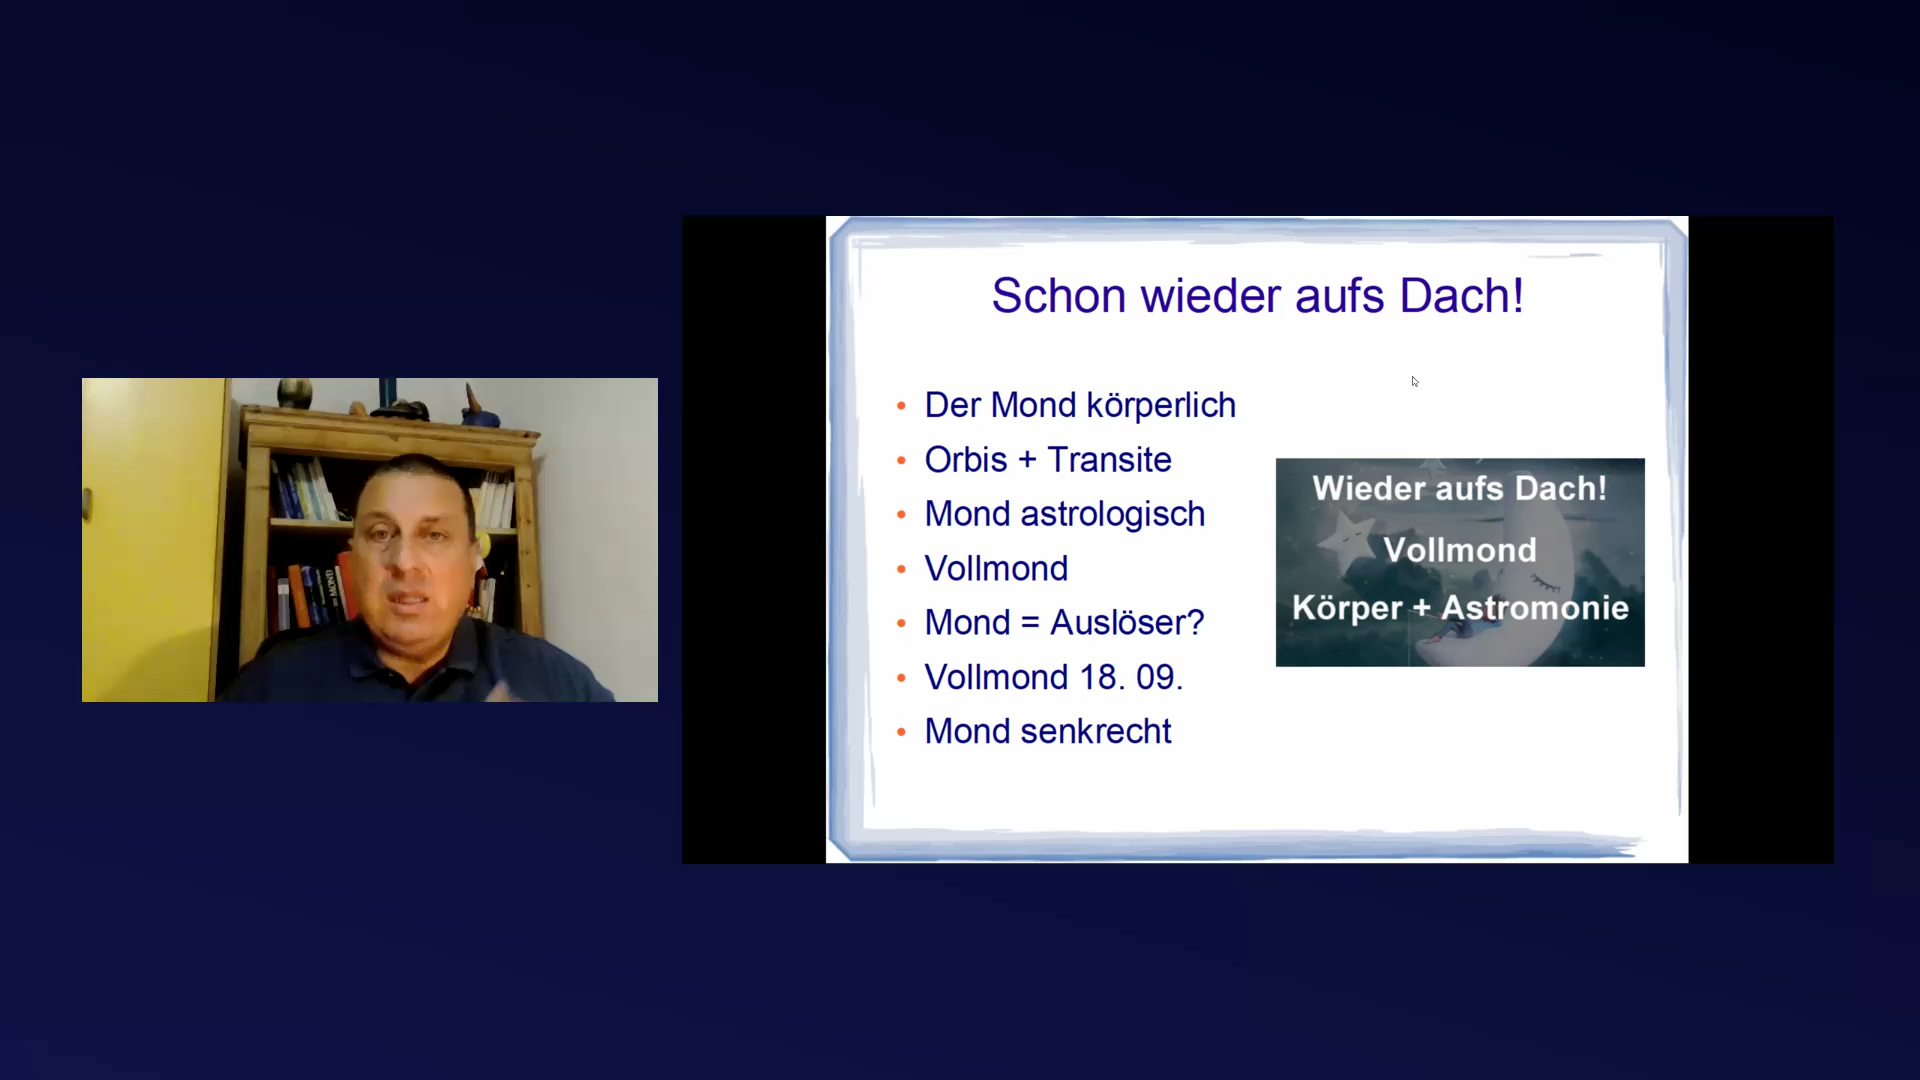 Schon wieder aufs Dach!
• Der Mond körperlich
• Orbis + Transite
• Mond astrologisch
• Vollmond
• Mond = Auslöser?
• Vollmond 18. 09.
• Mond senkrecht
Wieder aufs Dach!
Vollmond
Körper + Astromonie
MOND